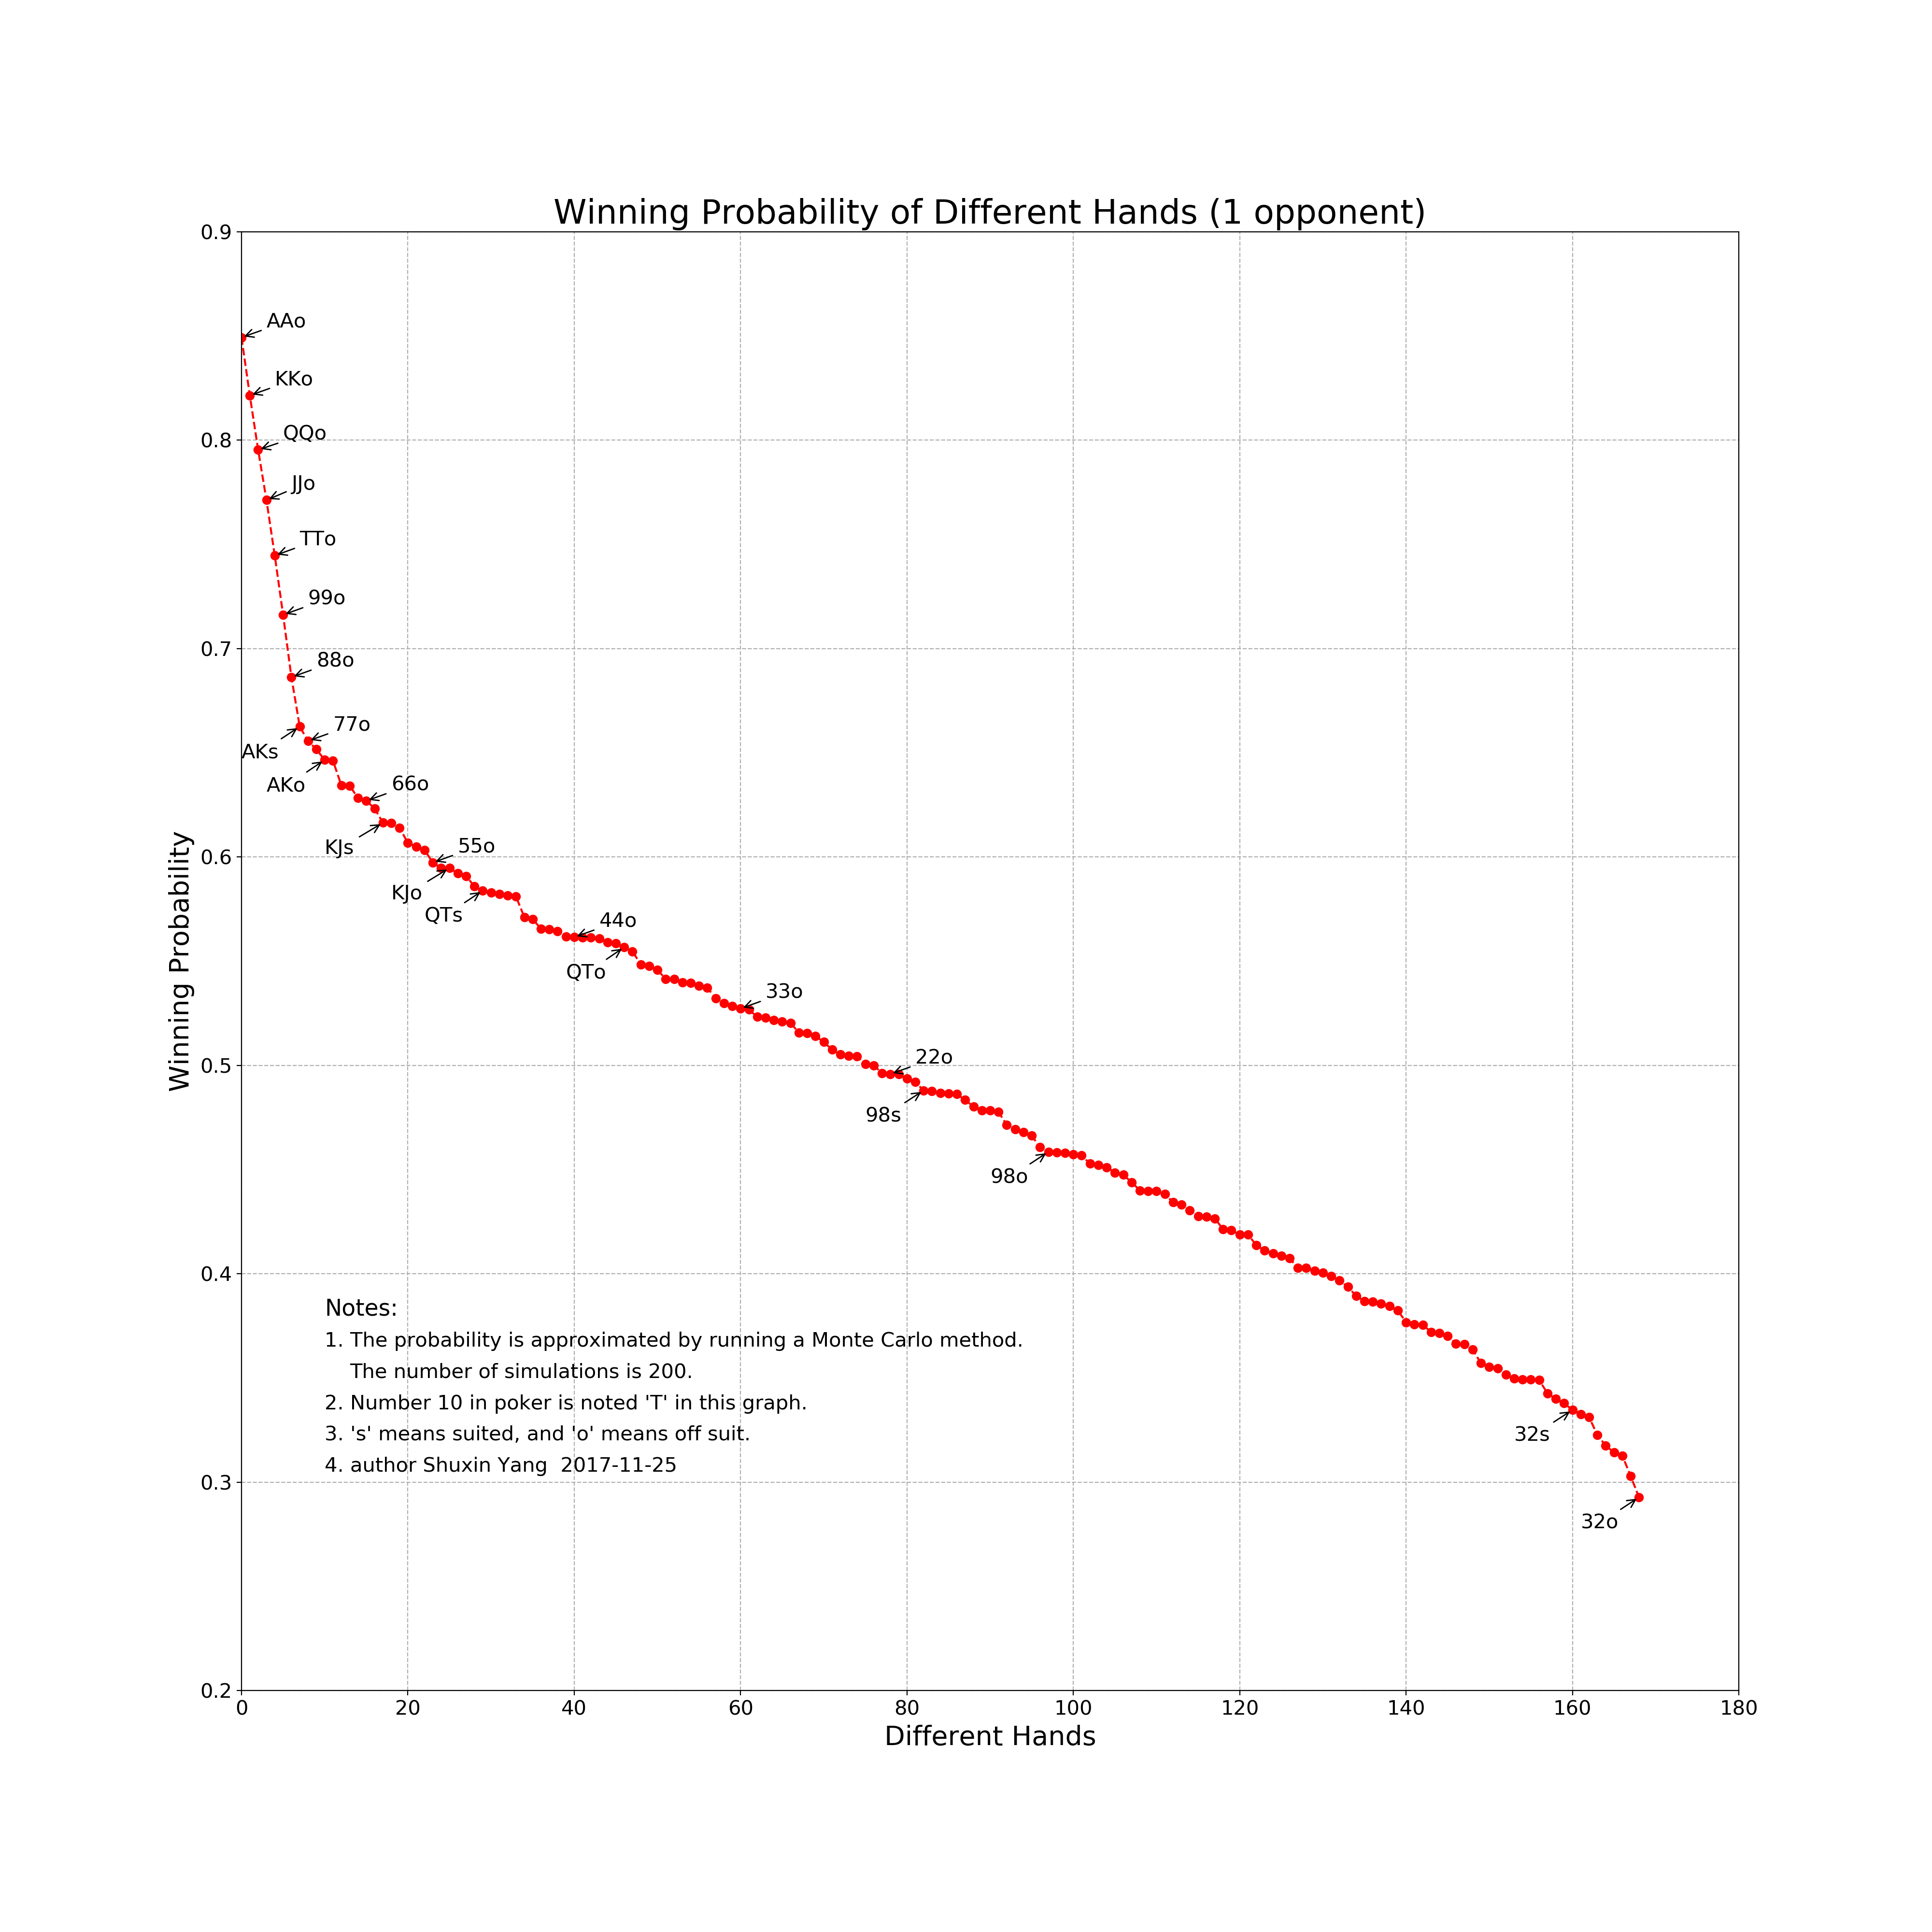 Winning Probability of Different Hands (1 opponent)
0.9
0.8
0.7
0.6
0.5
0.4
0.3
0.2
Winning Probability
AAo
KKo
QQo
JJo
TTo
99o
88o
77o
AKs
AKo
66o
KJs
55o
KJo
QTs
44o
QTo
33o
22o
98s
98o
32s
32o
Notes:
1. The probability is approximated by running a Monte Carlo method.
The number of simulations is 200.
2. Number 10 in poker is noted 'T' in this graph.
3. 's' means suited, and 'o' means off suit.
4. author Shuxin Yang  2017-11-25
0 20 40 60 80 100 120 140 160 180
Different Hands